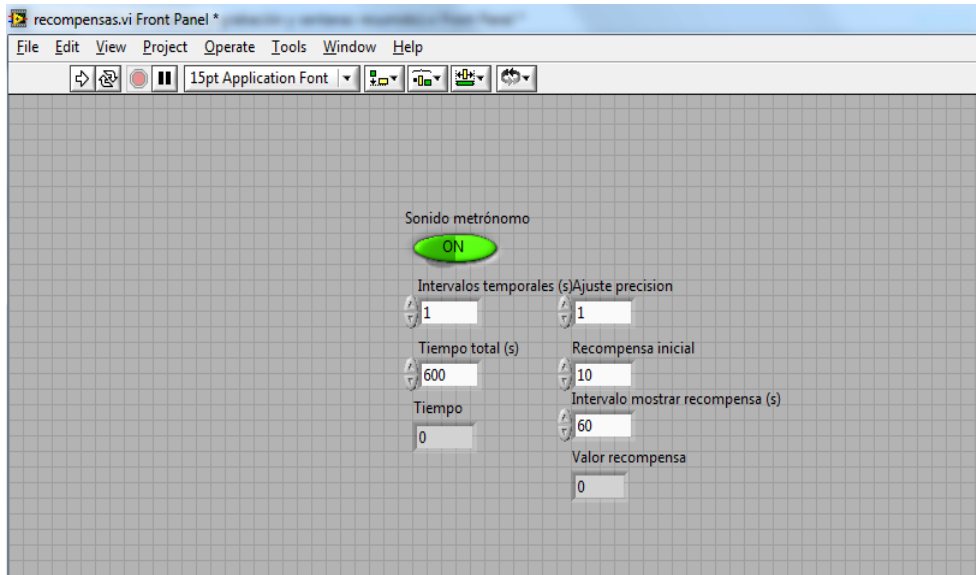 recompensas.vi Front Panel *
File Edit View Project Operate Tools Window Help
15pt Application Font
Sonido metrónomo
ON
Intervalos temporales (s) Ajuste precision
1 1
Tiempo total (s) Recompensa inicial
600 10
Intervalo mostrar recompensa (s)
Tiempo
60
0
Valor recompensa
0